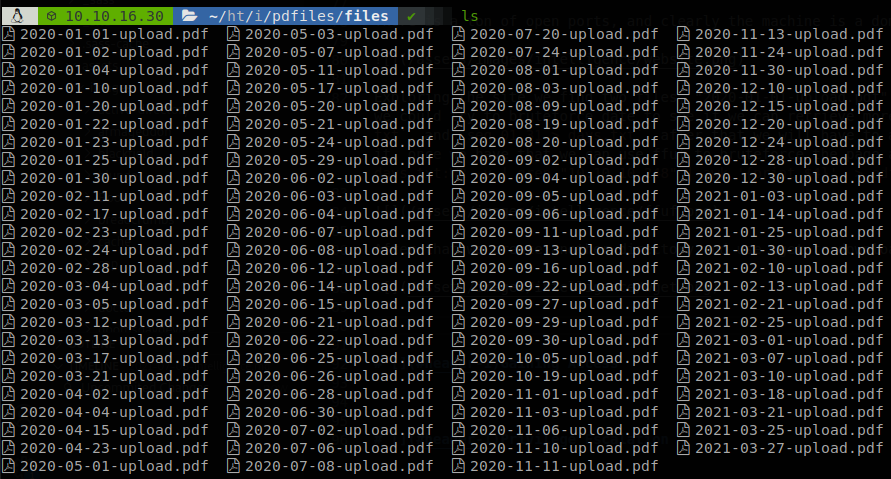 10.10.16.30 ~/ht/i/pdfiles/files ✔ ls
2020-01-01-upload.pdf 2020-05-03-upload.pdf 2020-07-20-upload.pdf 2020-11-13-upload.pdf
2020-01-02-upload.pdf 2020-05-07-upload.pdf 2020-07-24-upload.pdf 2020-11-24-upload.pdf
2020-01-04-upload.pdf 2020-05-11-upload.pdf 2020-08-01-upload.pdf 2020-11-30-upload.pdf
2020-01-10-upload.pdf 2020-05-17-upload.pdf 2020-08-03-upload.pdf 2020-12-10-upload.pdf
2020-01-20-upload.pdf 2020-05-20-upload.pdf 2020-08-09-upload.pdf 2020-12-15-upload.pdf
2020-01-22-upload.pdf 2020-05-21-upload.pdf 2020-08-19-upload.pdf 2020-12-20-upload.pdf
2020-01-23-upload.pdf 2020-05-24-upload.pdf 2020-08-20-upload.pdf 2020-12-24-upload.pdf
2020-01-25-upload.pdf 2020-05-29-upload.pdf 2020-09-02-upload.pdf 2020-12-28-upload.pdf
2020-01-30-upload.pdf 2020-06-02-upload.pdf 2020-09-04-upload.pdf 2020-12-30-upload.pdf
2020-02-11-upload.pdf 2020-06-03-upload.pdf 2020-09-05-upload.pdf 2021-01-03-upload.pdf
2020-02-17-upload.pdf 2020-06-04-upload.pdf 2020-09-06-upload.pdf 2021-01-14-upload.pdf
2020-02-23-upload.pdf 2020-06-07-upload.pdf 2020-09-11-upload.pdf 2021-01-25-upload.pdf
2020-02-24-upload.pdf 2020-06-08-upload.pdf 2020-09-13-upload.pdf 2021-01-30-upload.pdf
2020-02-28-upload.pdf 2020-06-12-upload.pdf 2020-09-16-upload.pdf 2021-02-10-upload.pdf
2020-03-04-upload.pdf 2020-06-14-upload.pdf 2020-09-22-upload.pdf 2021-02-13-upload.pdf
2020-03-05-upload.pdf 2020-06-15-upload.pdf 2020-09-27-upload.pdf 2021-02-21-upload.pdf
2020-03-12-upload.pdf 2020-06-21-upload.pdf 2020-09-29-upload.pdf 2021-02-25-upload.pdf
2020-03-13-upload.pdf 2020-06-22-upload.pdf 2020-09-30-upload.pdf 2021-03-01-upload.pdf
2020-03-17-upload.pdf 2020-06-25-upload.pdf 2020-10-05-upload.pdf 2021-03-07-upload.pdf
2020-03-21-upload.pdf 2020-06-26-upload.pdf 2020-10-19-upload.pdf 2021-03-10-upload.pdf
2020-04-02-upload.pdf 2020-06-28-upload.pdf 2020-11-01-upload.pdf 2021-03-18-upload.pdf
2020-04-04-upload.pdf 2020-06-30-upload.pdf 2020-11-03-upload.pdf 2021-03-21-upload.pdf
2020-04-15-upload.pdf 2020-07-02-upload.pdf 2020-11-06-upload.pdf 2021-03-25-upload.pdf
2020-04-23-upload.pdf 2020-07-06-upload.pdf 2020-11-10-upload.pdf 2021-03-27-upload.pdf
2020-05-01-upload.pdf 2020-07-08-upload.pdf 2020-11-11-upload.pdf